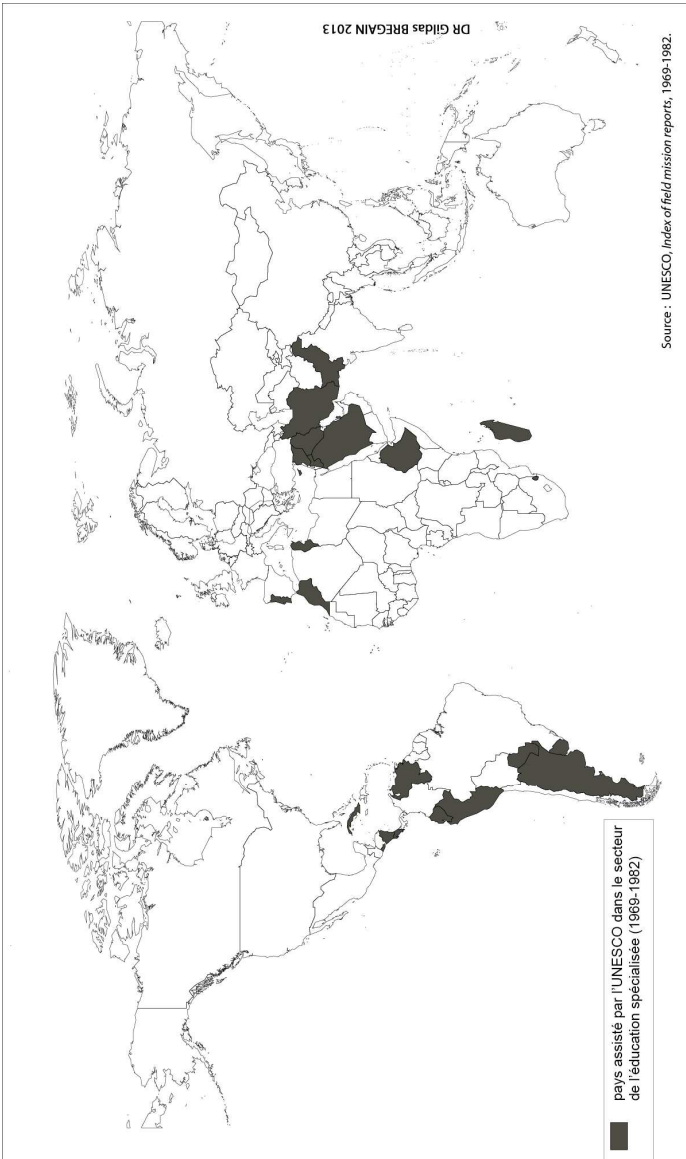 DR Gildas BREGAIN 2013
Source : UNESCO, Index of field mission reports, 1969-1982.
pays assisté par l'UNESCO dans le secteur
de l'éducation spécialisée (1969-1982)